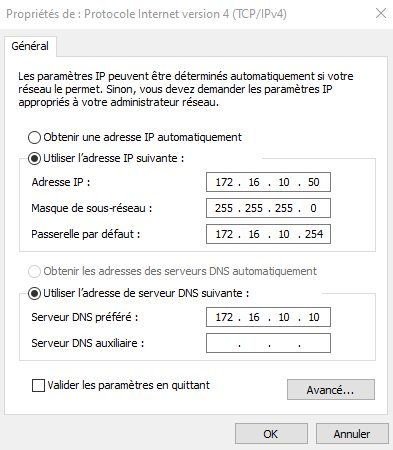 Propriétés de : Protocole Internet version 4 (TCP/IPv4)
Général
Les paramètres IP peuvent être déterminés automatiquement si votre
réseau le permet. Sinon, vous devez demander les paramètres IP
appropriés à votre administrateur réseau.
Obtenir une adresse IP automatiquement
Utiliser l'adresse IP suivante :
Adresse IP : 172 . 16 . 10 . 50
Masque de sous-réseau : 255 . 255 . 255 . 0
Passerelle par défaut : 172 . 16 . 10 . 254
Obtenir les adresses des serveurs DNS automatiquement
Utiliser l'adresse de serveur DNS suivante :
Serveur DNS préféré : 172 . 16 . 10 . 10
Serveur DNS auxiliaire : . . .
Valider les paramètres en quittant
Avancé...
OK Annuler